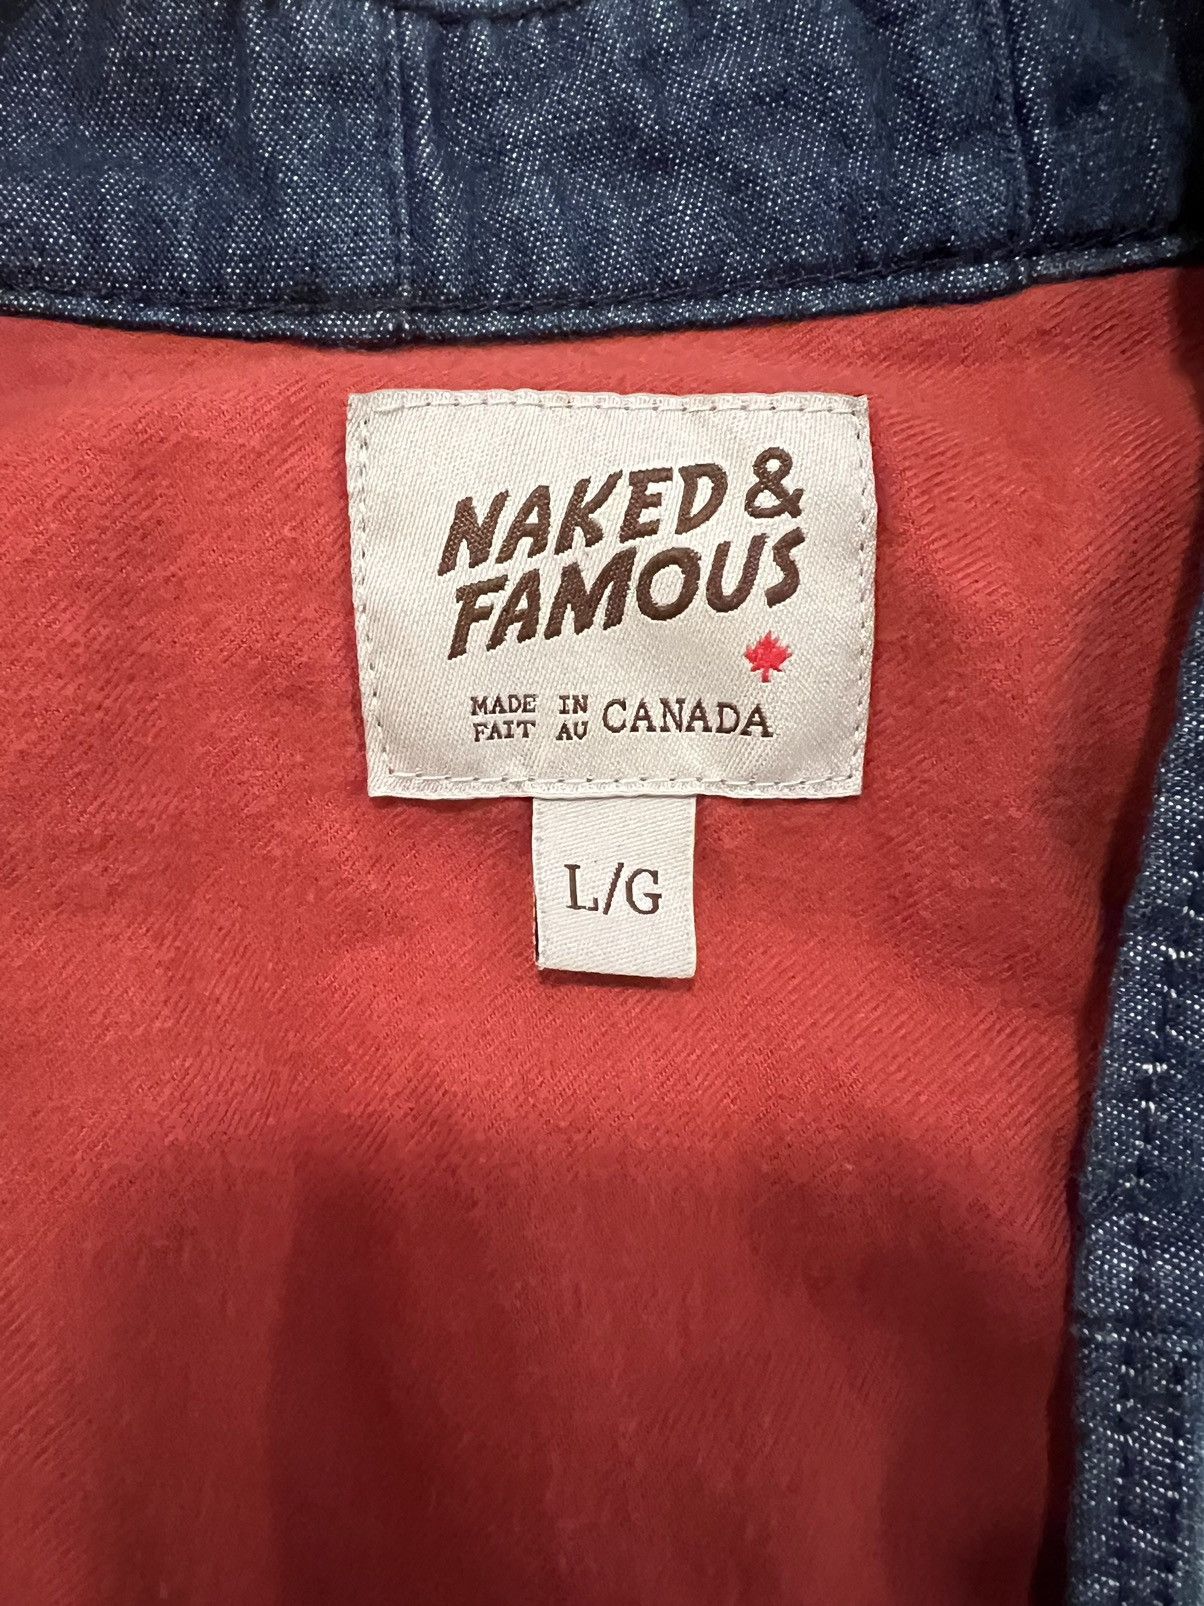 NAKED &
FAMOUS
MADE IN CANADA
FAIT AU
L/G